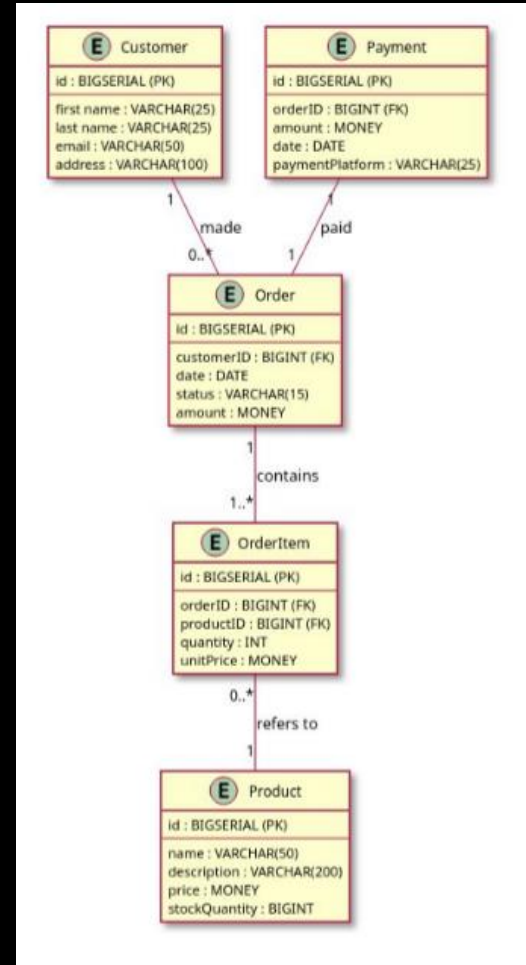 E Customer
id : BIGSERIAL (PK)
first name : VARCHAR(25)
last name : VARCHAR(25)
email : VARCHAR(50)
address : VARCHAR(100)
E Payment
id : BIGSERIAL (PK)
orderID : BIGINT (FK)
amount : MONEY
date : DATE
paymentPlatform : VARCHAR(25)
1
made
0..*
1
paid
1
E Order
id : BIGSERIAL (PK)
customerID : BIGINT (FK)
date : DATE
status : VARCHAR(15)
amount : MONEY
1
contains
1..*
E OrderItem
id : BIGSERIAL (PK)
orderID : BIGINT (FK)
productID : BIGINT (FK)
quantity : INT
unitPrice : MONEY
0..*
refers to
1
E Product
id : BIGSERIAL (PK)
name : VARCHAR(50)
description : VARCHAR(200)
price : MONEY
stockQuantity : BIGINT